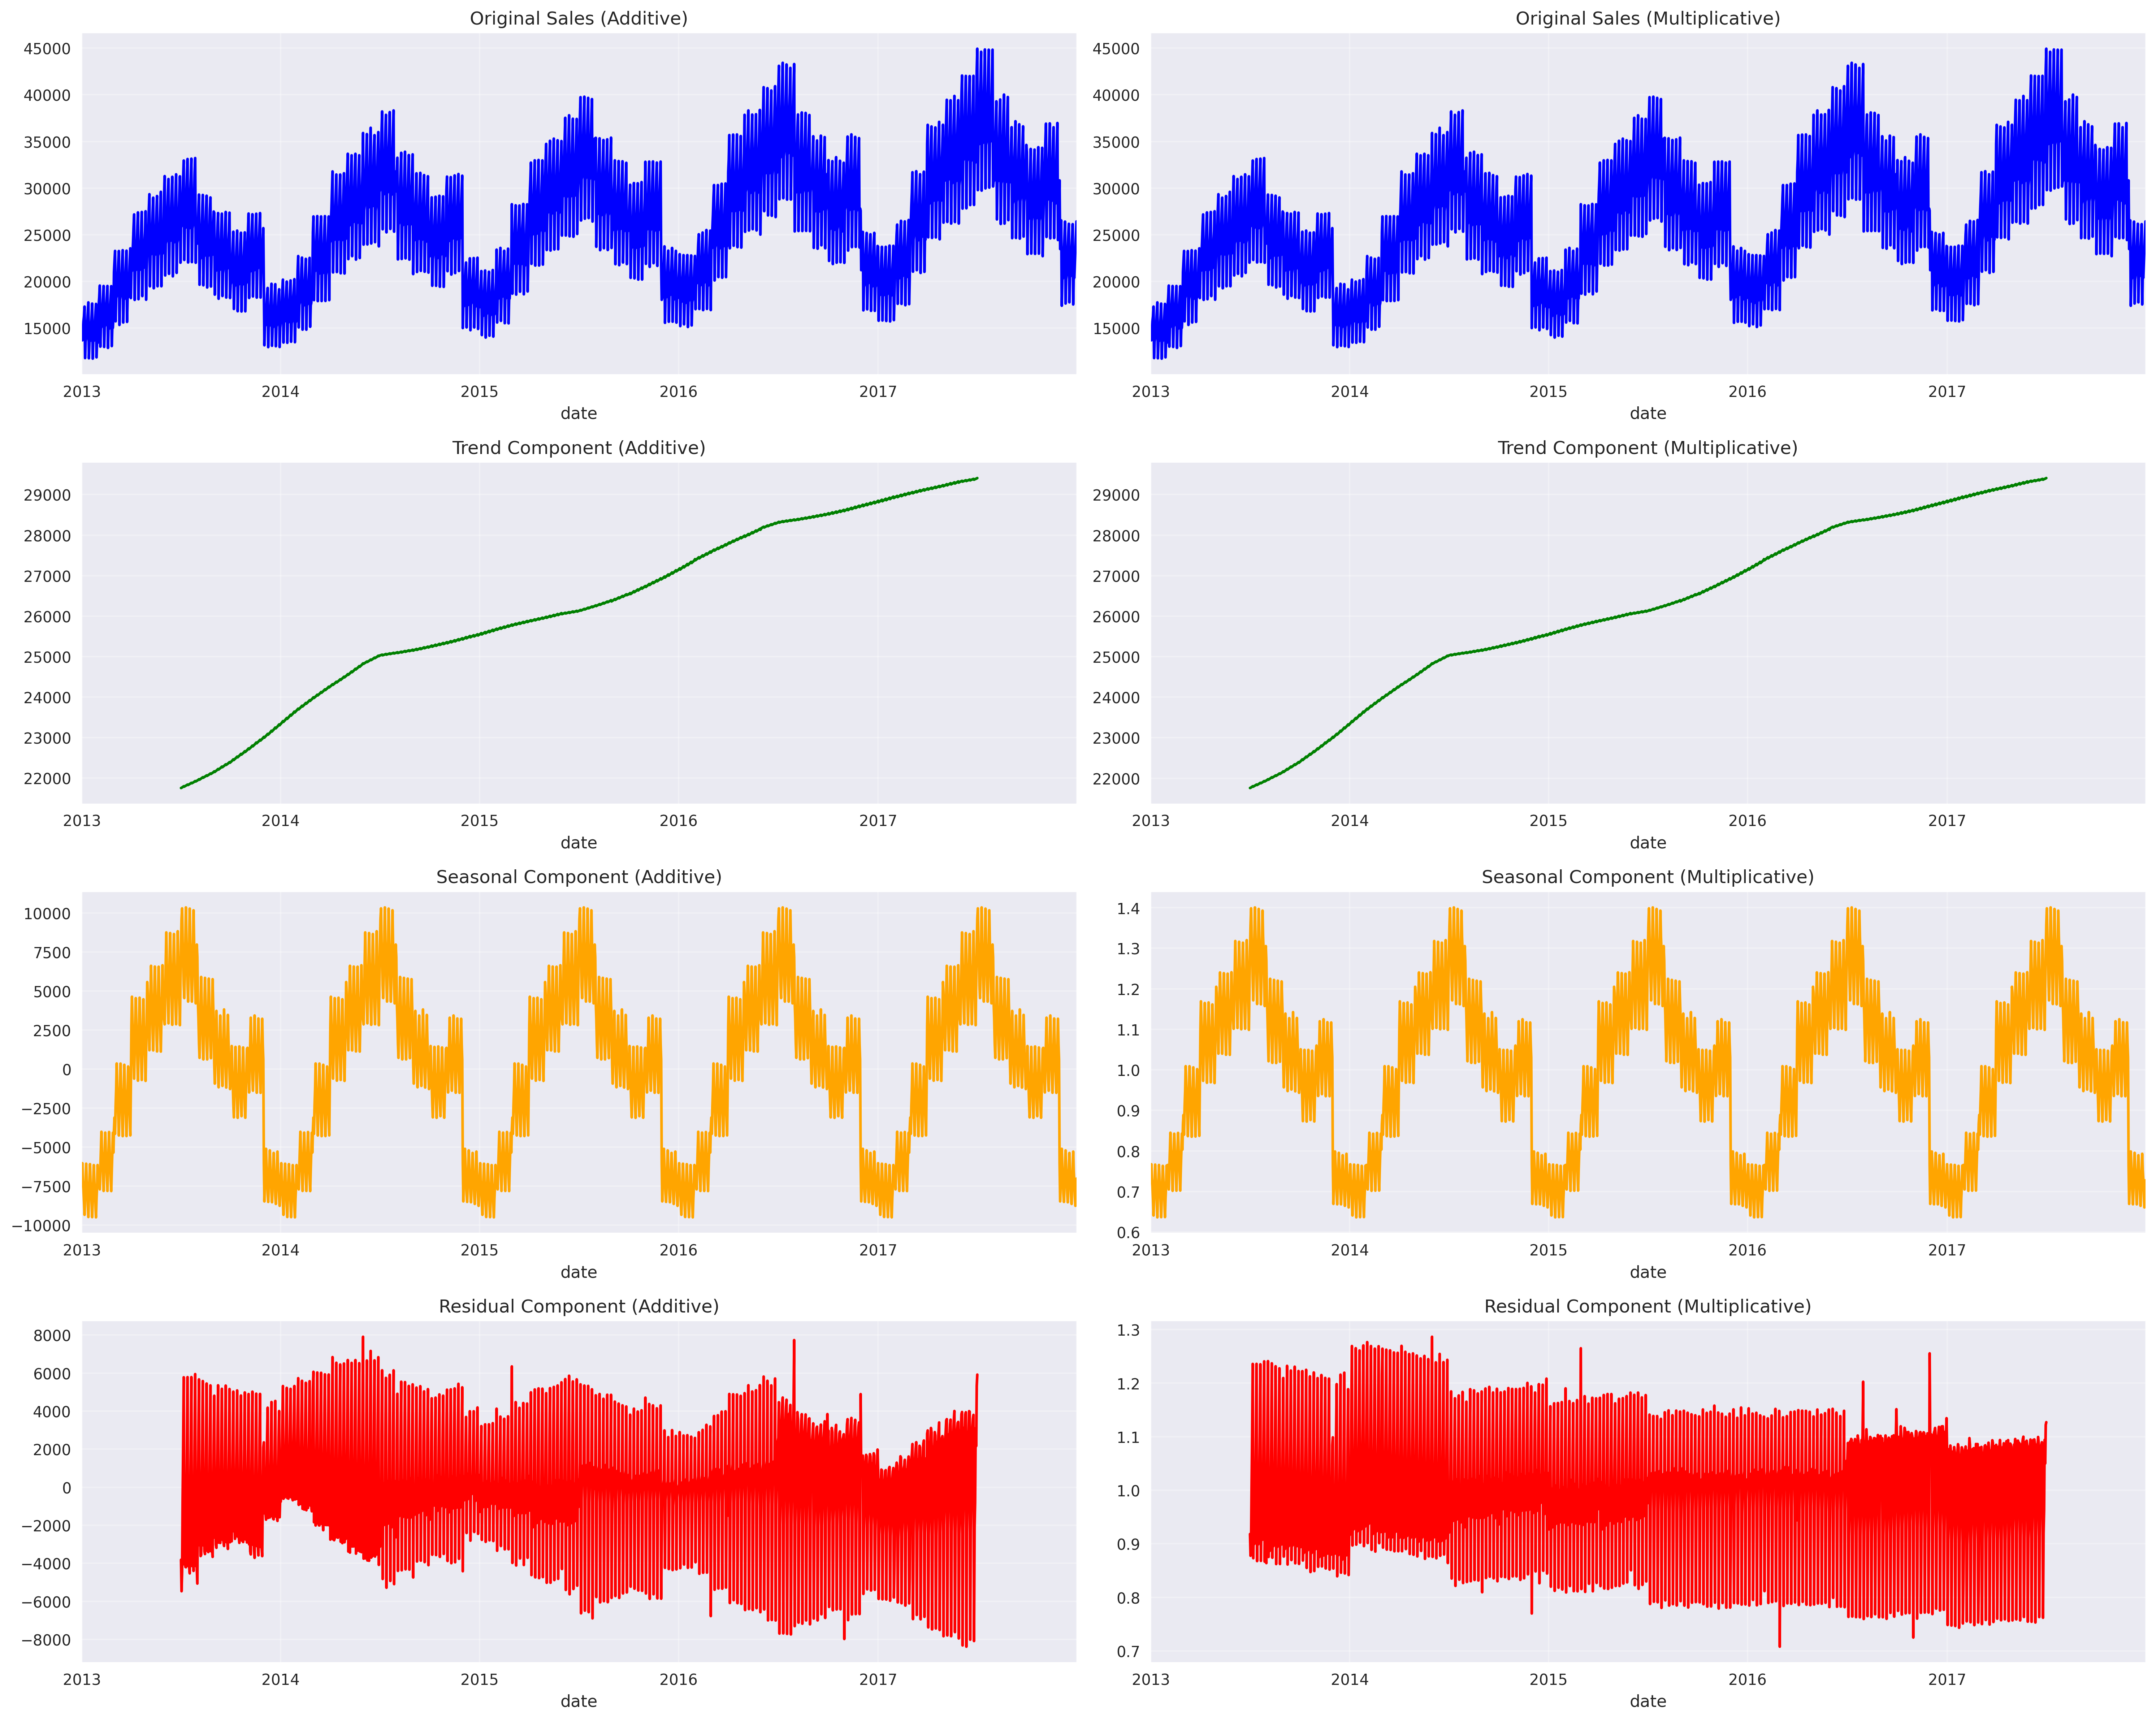 Original Sales (Additive)
45000
40000
35000
30000
25000
20000
15000
2013 2014 2015 2016 2017
date
Original Sales (Multiplicative)
45000
40000
35000
30000
25000
20000
15000
2013 2014 2015 2016 2017
date
Trend Component (Additive)
29000
28000
27000
26000
25000
24000
23000
22000
2013 2014 2015 2016 2017
date
Trend Component (Multiplicative)
29000
28000
27000
26000
25000
24000
23000
22000
2013 2014 2015 2016 2017
date
Seasonal Component (Additive)
10000
7500
5000
2500
0
−2500
−5000
−7500
−10000
2013 2014 2015 2016 2017
date
Seasonal Component (Multiplicative)
1.4
1.3
1.2
1.1
1.0
0.9
0.8
0.7
0.6
2013 2014 2015 2016 2017
date
Residual Component (Additive)
8000
6000
4000
2000
0
−2000
−4000
−6000
−8000
2013 2014 2015 2016 2017
date
Residual Component (Multiplicative)
1.3
1.2
1.1
1.0
0.9
0.8
0.7
2013 2014 2015 2016 2017
date